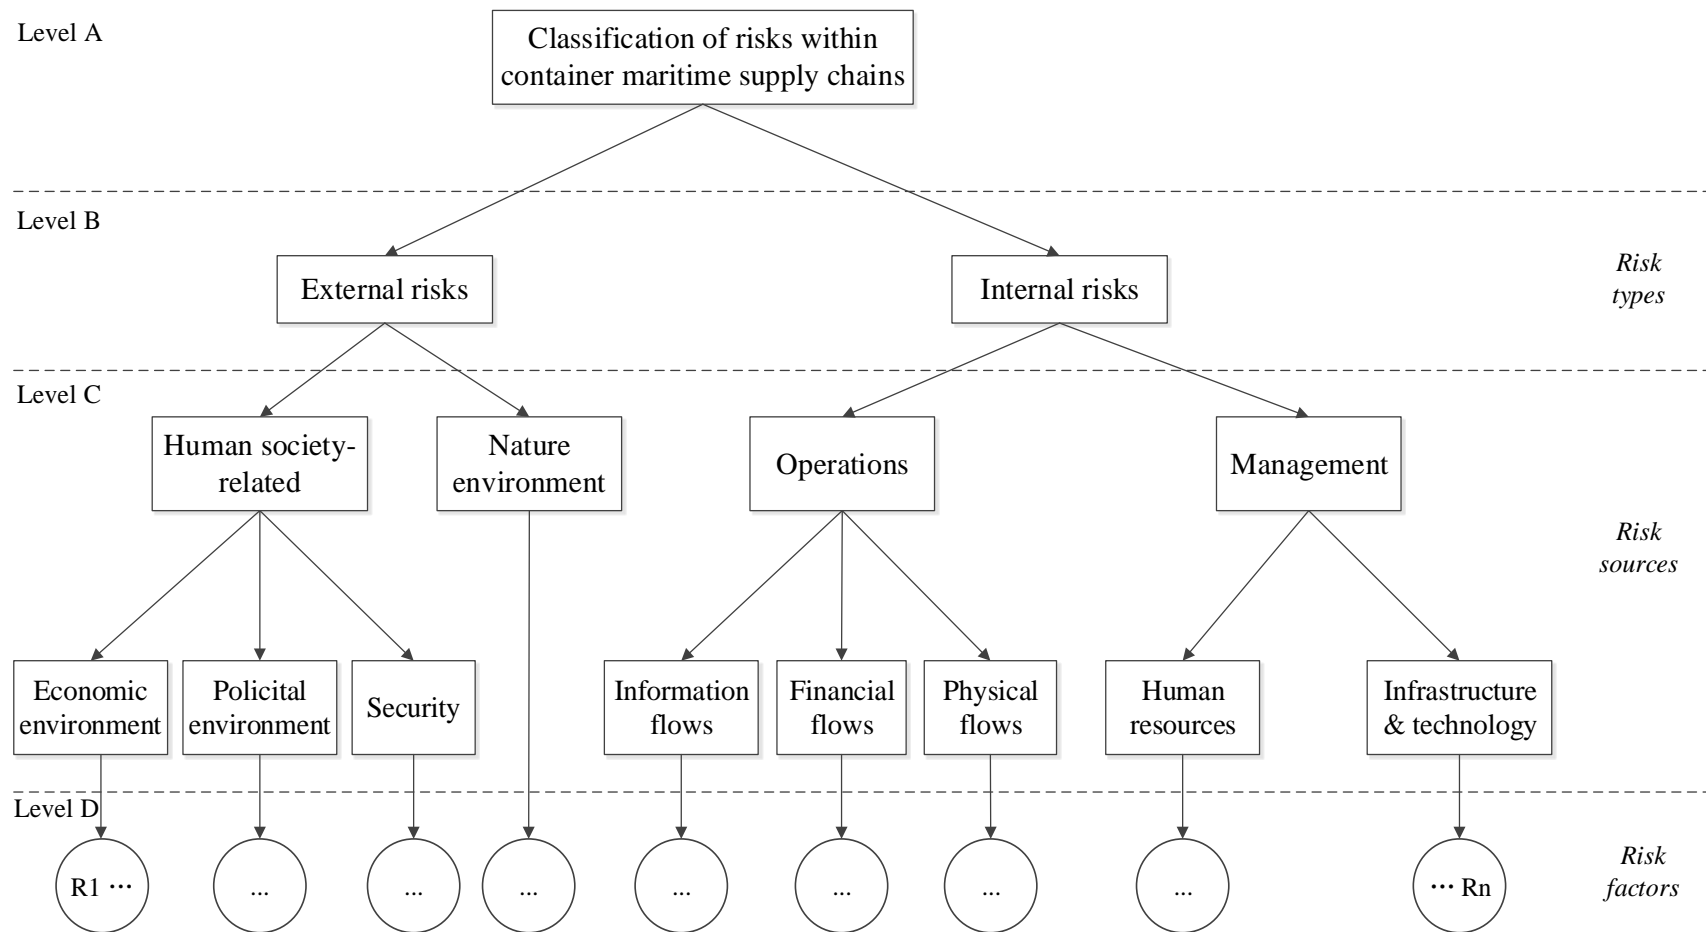 Level A
Classification of risks within
container maritime supply chains
Level B
External risks
Internal risks
Risk
types
Level C
Human society-
related
Nature
environment
Operations
Management
Risk
sources
Economic
environment
Policital
environment
Security
Information
flows
Financial
flows
Physical
flows
Human
resources
Infrastructure
& technology
Level D
R1 ···
...
...
...
...
...
...
...
··· Rn
Risk
factors